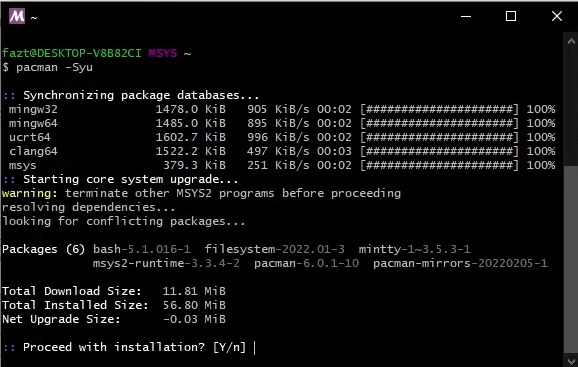 M ~
fazt@DESKTOP-V8B82CI MSYS ~
$ pacman -Syu
:: Synchronizing package databases...
mingw32 1478.0 KiB 905 KiB/s 00:02 [#####################] 100%
mingw64 1485.0 KiB 895 KiB/s 00:02 [#####################] 100%
ucrt64 1602.7 KiB 996 KiB/s 00:02 [#####################] 100%
clang64 1522.2 KiB 497 KiB/s 00:03 [#####################] 100%
msys 379.3 KiB 251 KiB/s 00:02 [#####################] 100%
:: Starting core system upgrade...
warning: terminate other MSYS2 programs before proceeding
resolving dependencies...
looking for conflicting packages...
Packages (6) bash-5.1.016-1 filesystem-2022.01-3 mintty-1~3.5.3-1
msys2-runtime-3.3.4-2 pacman-6.0.1-10 pacman-mirrors-20220205-1
Total Download Size: 11.81 MiB
Total Installed Size: 56.80 MiB
Net Upgrade Size: -0.03 MiB
:: Proceed with installation? [Y/n]